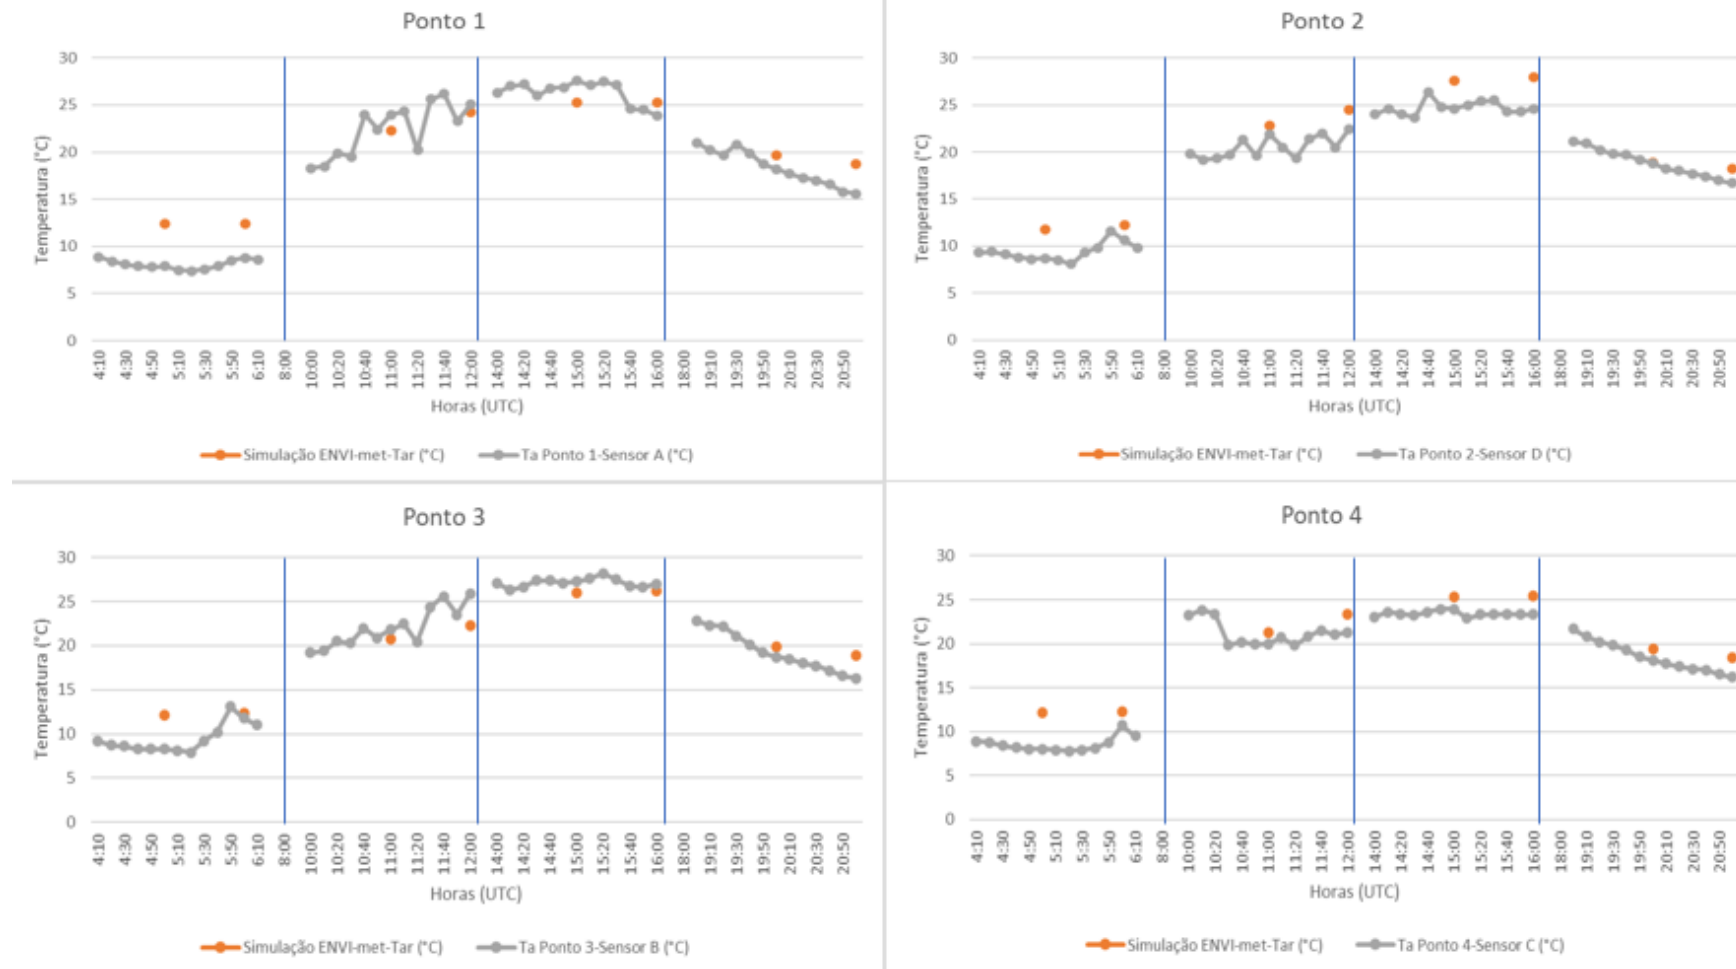 Ponto 1
30
25
20
15
10
5
0
Temperatura (°C)
4:10 4:30 4:50 5:10 5:30 5:50 6:10 8:00 10:00 10:20 10:40 11:00 11:20 11:40 12:00 14:00 14:20 14:40 15:00 15:20 15:40 16:00 18:00 19:10 19:30 19:50 20:10 20:30 20:50
Horas (UTC)
Simulação ENVI-met-Tar (°C) Ta Ponto 1-Sensor A (°C)
Ponto 2
30
25
20
15
10
5
0
Temperatura (°C)
4:10 4:30 4:50 5:10 5:30 5:50 6:10 8:00 10:00 10:20 10:40 11:00 11:20 11:40 12:00 14:00 14:20 14:40 15:00 15:20 15:40 16:00 18:00 19:10 19:30 19:50 20:10 20:30 20:50
Horas (UTC)
Simulação ENVI-met-Tar (°C) Ta Ponto 2-Sensor D (°C)
Ponto 3
30
25
20
15
10
5
0
Temperatura (°C)
4:10 4:30 4:50 5:10 5:30 5:50 6:10 8:00 10:00 10:20 10:40 11:00 11:20 11:40 12:00 14:00 14:20 14:40 15:00 15:20 15:40 16:00 18:00 19:10 19:30 19:50 20:10 20:30 20:50
Horas (UTC)
Simulação ENVI-met-Tar (°C) Ta Ponto 3-Sensor B (°C)
Ponto 4
30
25
20
15
10
5
0
Temperatura (°C)
4:10 4:30 4:50 5:10 5:30 5:50 6:10 8:00 10:00 10:20 10:40 11:00 11:20 11:40 12:04 14:00 14:20 14:40 15:00 15:20 15:40 16:00 18:00 19:10 19:30 19:50 20:10 20:30 20:50
Horas (UTC)
Simulação ENVI-met-Tar (°C) Ta Ponto 4-Sensor C (°C)